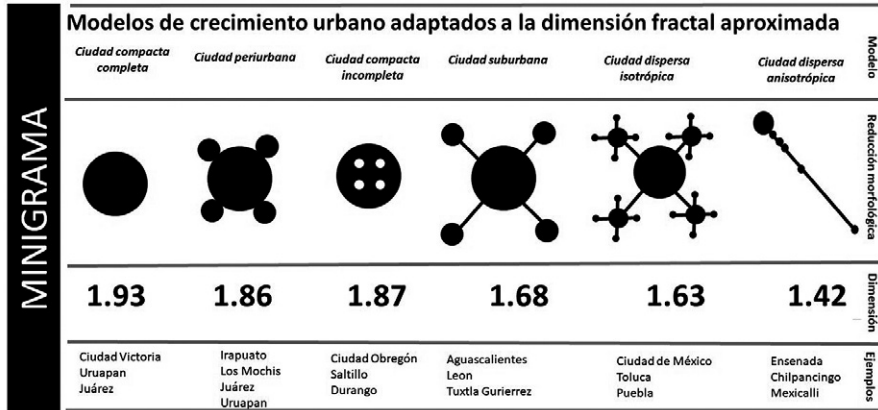 MINIGRAMA
Modelos de crecimiento urbano adaptados a la dimensión fractal aproximada
Modelo
Ciudad compacta
completa
Ciudad periurbana
Ciudad compacta
incompleta
Ciudad suburbana
Ciudad dispersa
isotrópica
Ciudad dispersa
anisotrópica
Reducción morfológica
1.93
1.86
1.87
1.68
1.63
1.42
Dimensión
Ciudad Victoria
Uruapan
Juárez
Irapuato
Los Mochis
Juárez
Uruapan
Ciudad Obregón
Saltillo
Durango
Aguascalientes
Leon
Tuxtla Gurierrez
Ciudad de México
Toluca
Puebla
Ensenada
Chilpancingo
Mexicalli
Ejemplos